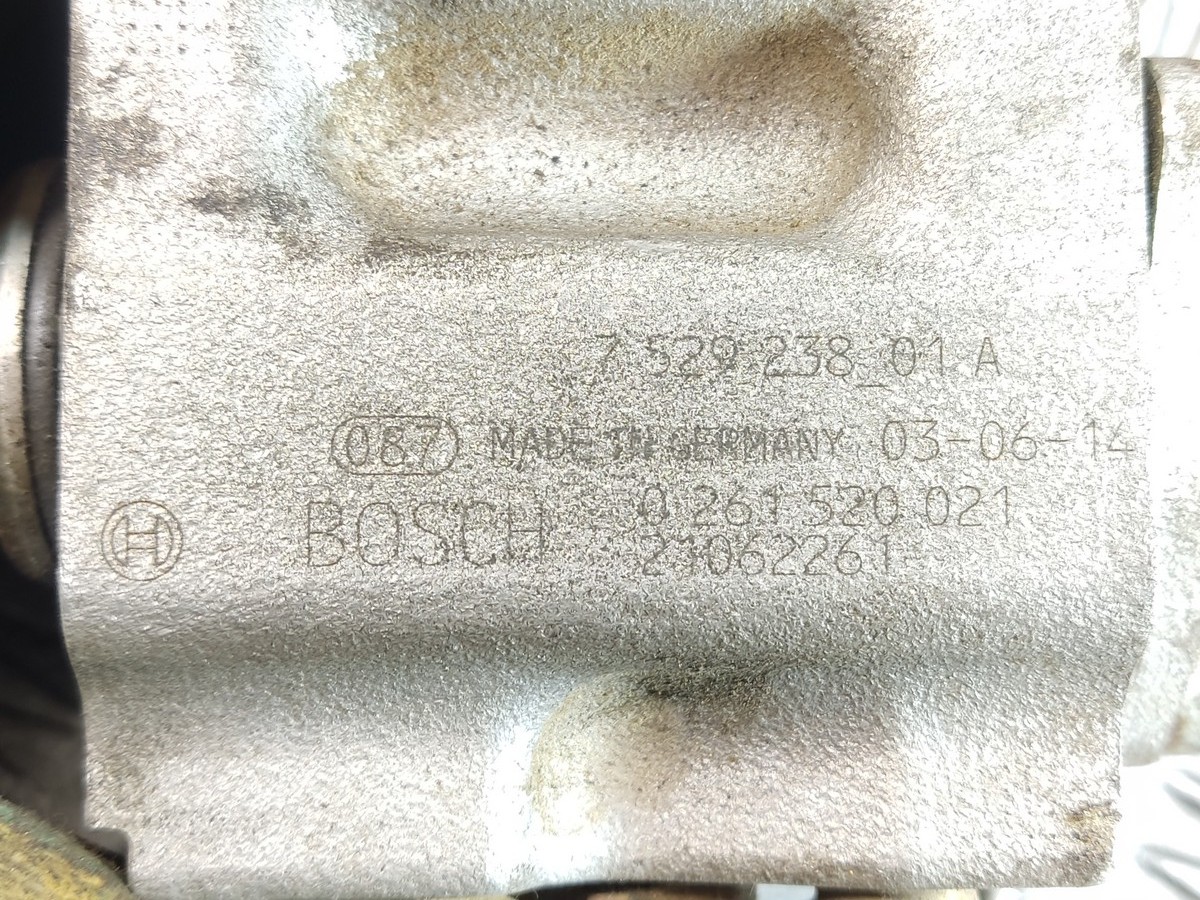 7 529 238_01 A
087 MADE IN GERMANY 03-06-14
BOSCH 0 261 520 021
21062261